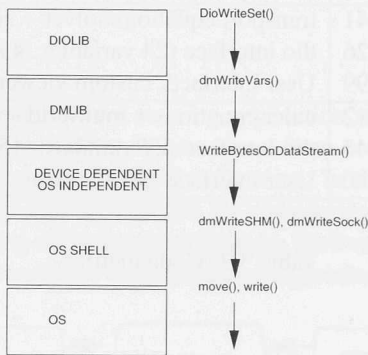 DioWriteSet()
DIOLIB
dmWriteVars()
DMLIB
WriteBytesOnDataStream()
DEVICE DEPENDENT
OS INDEPENDENT
dmWriteSHM(), dmWriteSock()
OS SHELL
move(), write()
OS